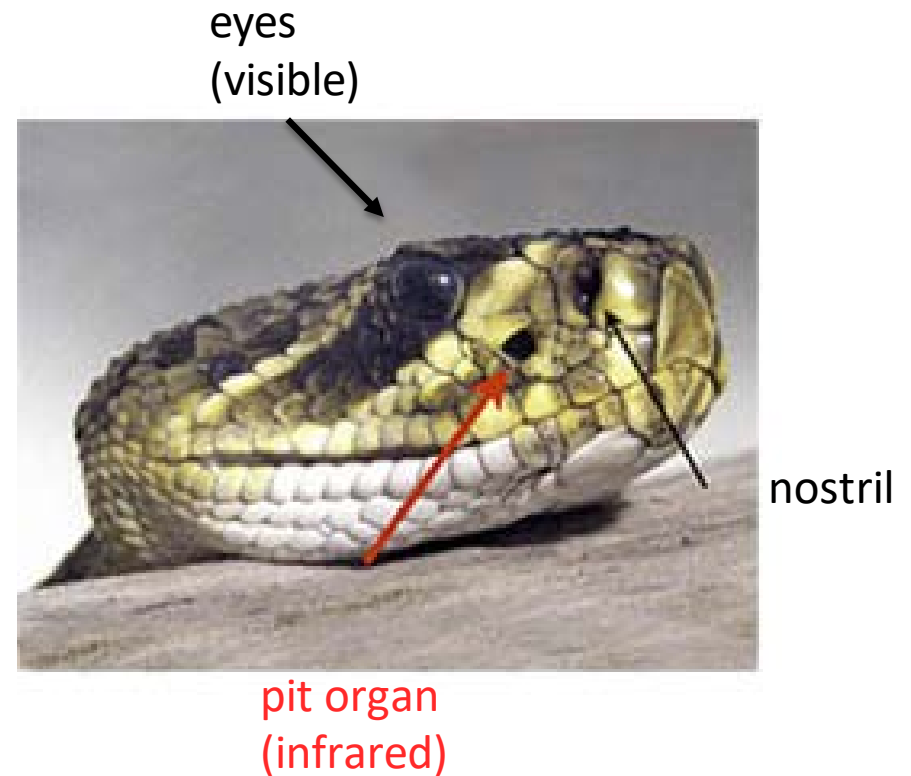 eyes
(visible)
nostril
pit organ
(infrared)